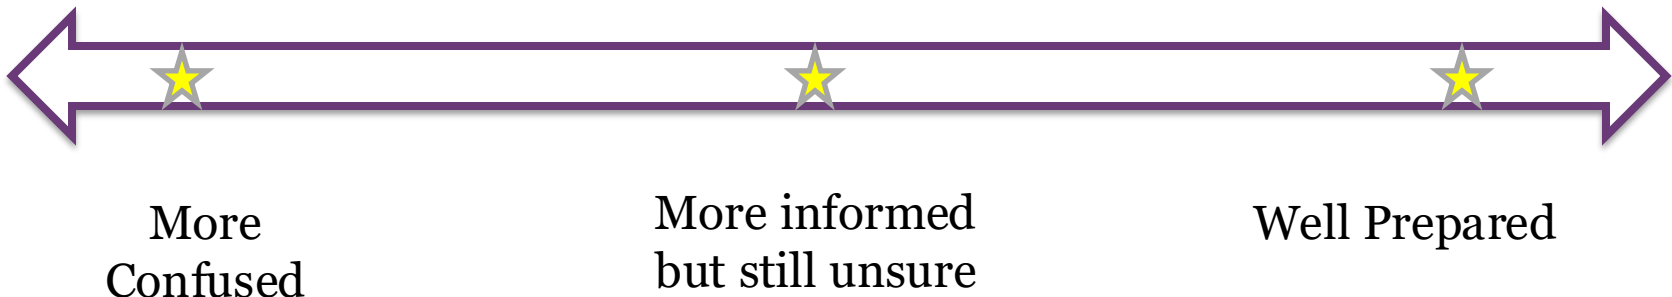 More
Confused
More informed
but still unsure
Well Prepared